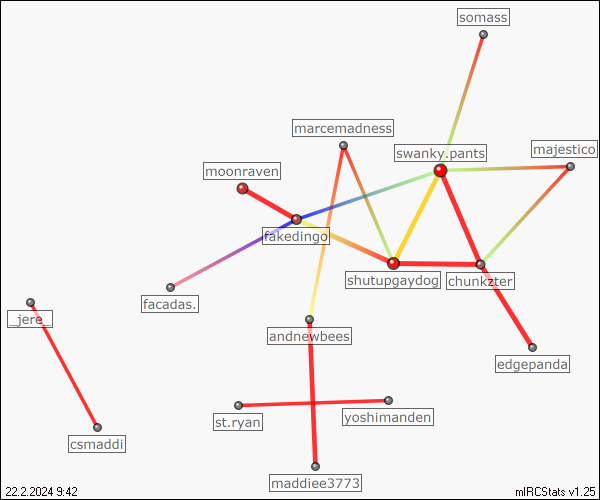 somass
marcemadness
majestico
swanky.pants
moonraven
fakedingo
shutupgaydog
chunkzter
facadas.
_jere_
andnewbees
edgepanda
st.ryan
yoshimanden
csmaddi
maddiee3773
22.2.2024 9:42
mIRCStats v1.25